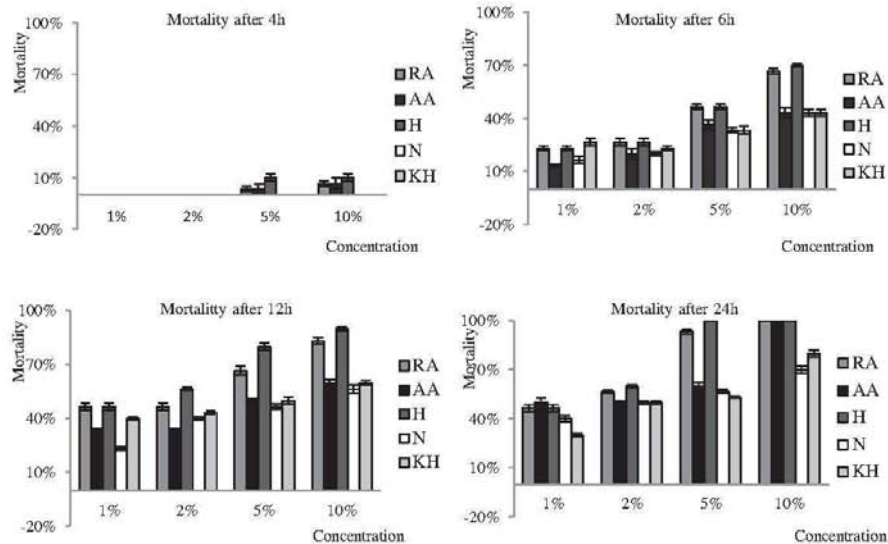 Mortality after 4h
Mortality
100%
70%
40%
10%
-20%
1% 2% 5% 10%
Concentration
RA
AA
H
N
KH
Mortality after 6h
Mortality
100%
70%
40%
10%
-20%
1% 2% 5% 10%
Concentration
RA
AA
H
N
KH
Mortalitty after 12h
Mortality
100%
70%
40%
10%
-20%
1% 2% 5% 10%
Concentration
RA
AA
H
N
KH
Mortality after 24h
Mortality
100%
70%
40%
10%
-20%
1% 2% 5% 10%
Concentration
RA
AA
H
N
KH